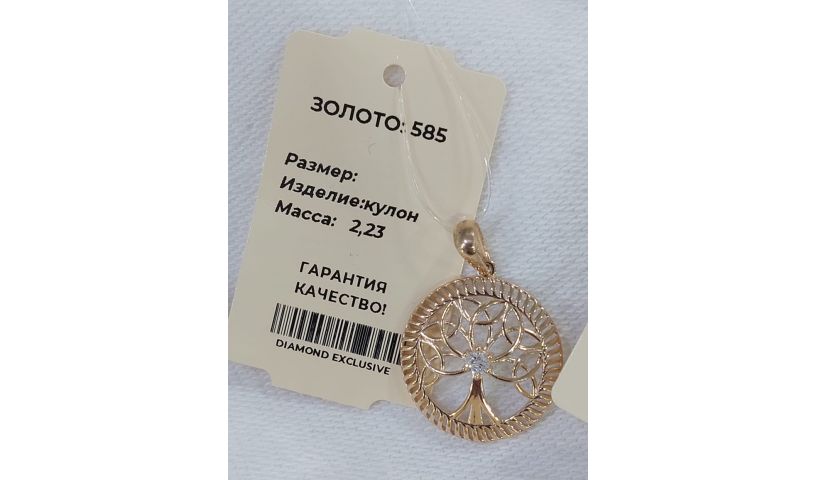 ЗОЛОТО: 585
Размер:
Изделие:кулон
Масса: 2,23
ГАРАНТИЯ
КАЧЕСТВО!
DIAMOND EXCLUSIVE